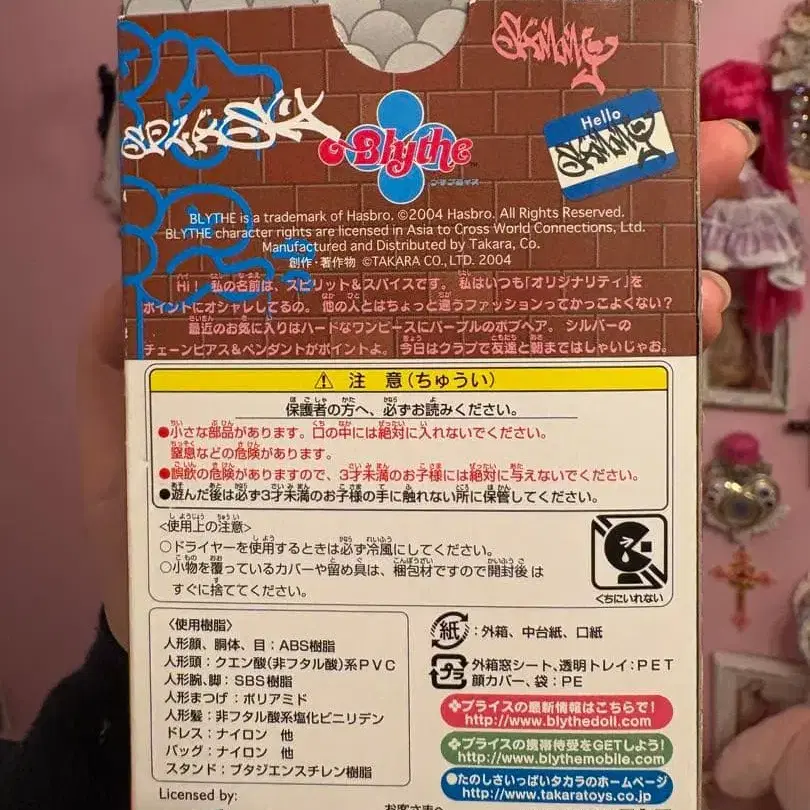 Skinny
Hello
Skinny
Blythe
プチブライス
BLYTHE is a trademark of Hasbro. ©2004 Hasbro. All Rights Reserved.
BLYTHE character rights are licensed in Asia to Cross World Connections, Ltd.
Manufactured and Distributed by Takara, Co.
創作・著作物 ©TAKARA CO., LTD. 2004
Hi! 私の名前は、スピリット&スパイスです。私はいつも「オリジナリティ」を
ポイントにオシャレしてるの。他の人とはちょっと違うファッションってかっこよくない?
最近のお気に入りはハードなワンピースにパープルのボブヘア。シルバーの
チェーンピアス&ペンダントがポイントよ。今日はクラブで友達と朝まではしゃいじゃお。
⚠ 注 意(ちゅうい)
保護者の方へ、必ずお読みください。
●小さな部品があります。口の中には絶対に入れないでください。
窒息などの危険があります。
●誤飲の危険がありますので、3才未満のお子様には絶対に与えないでください。
●遊んだ後は必ず3才未満のお子様の手に触れない所に保管してください。
<使用上の注意>
○ドライヤーを使用するときは必ず冷風にしてください。
○小物を覆っているカバーや留め具は、梱包材ですので開封後は
すぐに捨ててください。
くちにいれない
<使用樹脂>
人形顔、胴体、目:ABS樹脂
人形頭:クエン酸(非フタル酸)系PVC
人形腕、脚:SBS樹脂
人形まつげ:ポリアミド
人形髪:非フタル酸系塩化ビニリデン
ドレス:ナイロン 他
バッグ:ナイロン 他
スタンド:ブタジエンスチレン樹脂
紙:外箱、中台紙、口紙
プラ:外箱窓シート、透明トレイ:PET
顔カバー、袋:PE
ブライスの最新情報はこちらで!
http://www.blythedoll.com
ブライスの携帯待受をGETしよう!
http://www.blythemobile.com
●たのしさいっぱいタカラのホームページ
http://www.takaratoys.co.jp
Licensed by:
お客さまへ